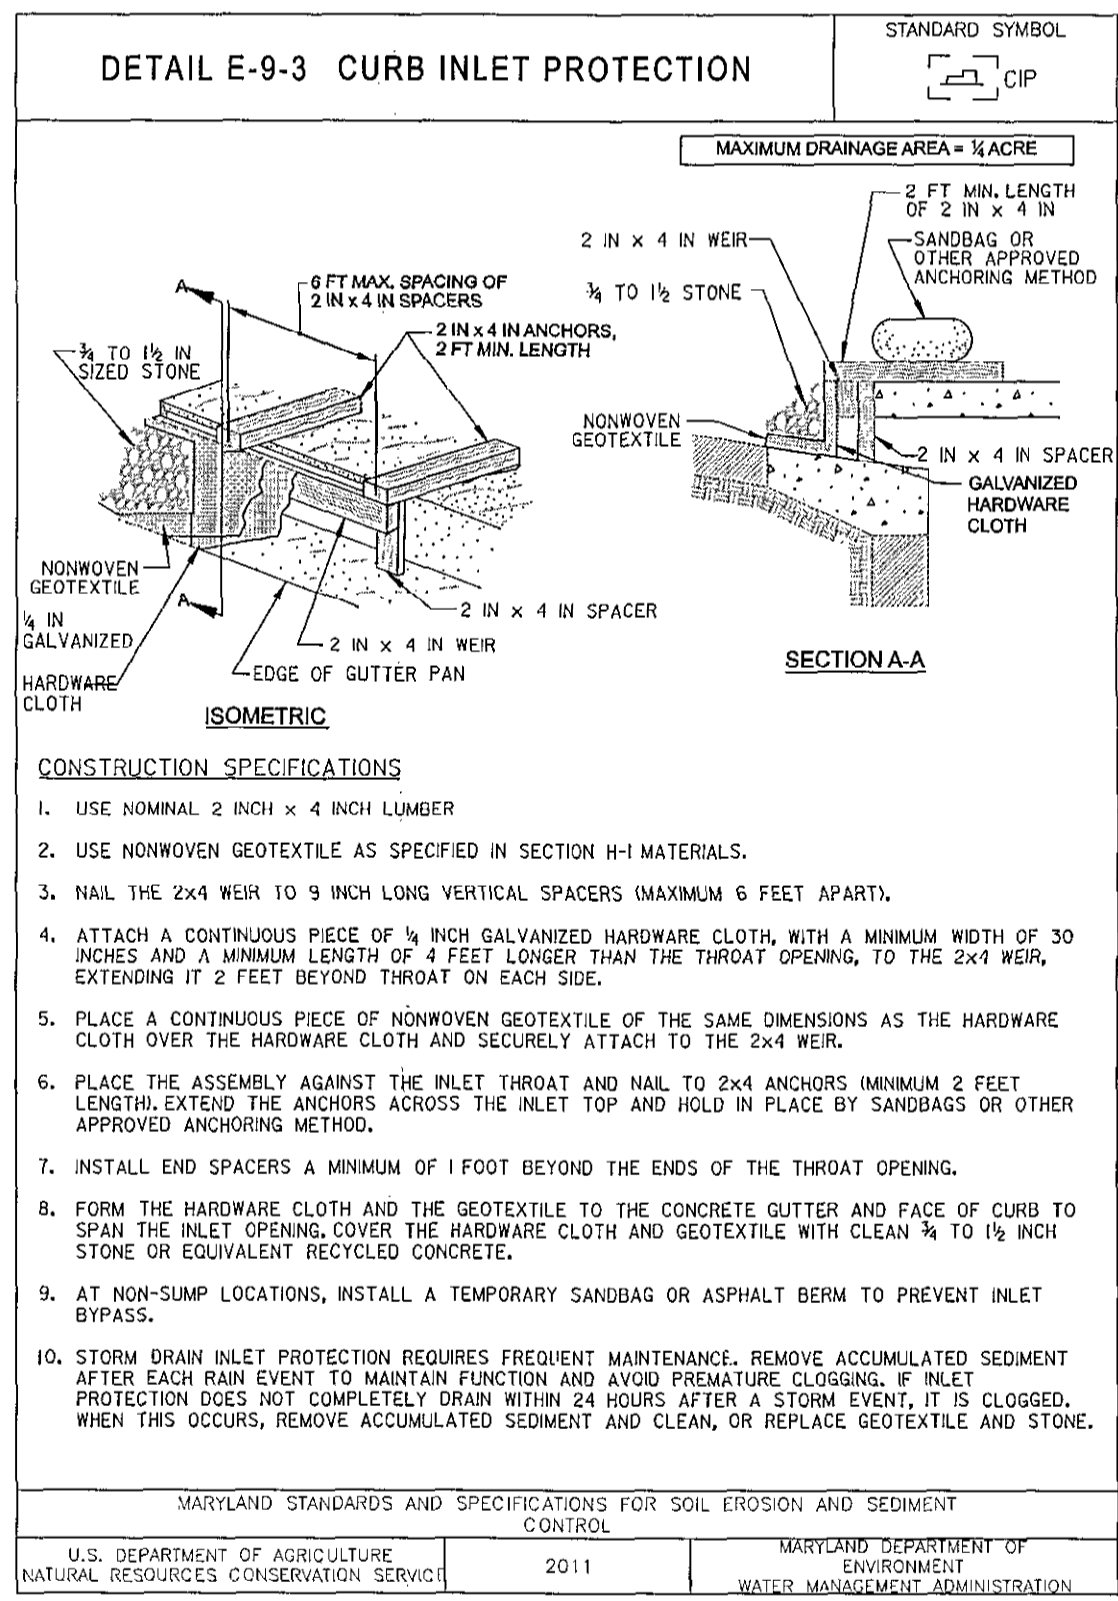 DETAIL E-9-3 CURB INLET PROTECTION
STANDARD SYMBOL
CIP
MAXIMUM DRAINAGE AREA = ¼ ACRE
2 FT MIN. LENGTH
OF 2 IN x 4 IN
2 IN x 4 IN WEIR
SANDBAG OR
OTHER APPROVED
ANCHORING METHOD
¾ TO 1½ STONE
NONWOVEN
GEOTEXTILE
2 IN x 4 IN SPACER
GALVANIZED
HARDWARE
CLOTH
SECTION A-A
A
6 FT MAX. SPACING OF
2 IN x 4 IN SPACERS
2 IN x 4 IN ANCHORS,
2 FT MIN. LENGTH
¾ TO 1½ IN
SIZED STONE
NONWOVEN
GEOTEXTILE
A
¼ IN
GALVANIZED
HARDWARE
CLOTH
2 IN x 4 IN SPACER
2 IN x 4 IN WEIR
EDGE OF GUTTER PAN
ISOMETRIC
CONSTRUCTION SPECIFICATIONS
1. USE NOMINAL 2 INCH x 4 INCH LUMBER
2. USE NONWOVEN GEOTEXTILE AS SPECIFIED IN SECTION H-1 MATERIALS.
3. NAIL THE 2x4 WEIR TO 9 INCH LONG VERTICAL SPACERS (MAXIMUM 6 FEET APART).
4. ATTACH A CONTINUOUS PIECE OF ¼ INCH GALVANIZED HARDWARE CLOTH, WITH A MINIMUM WIDTH OF 30
INCHES AND A MINIMUM LENGTH OF 4 FEET LONGER THAN THE THROAT OPENING, TO THE 2x4 WEIR,
EXTENDING IT 2 FEET BEYOND THROAT ON EACH SIDE.
5. PLACE A CONTINUOUS PIECE OF NONWOVEN GEOTEXTILE OF THE SAME DIMENSIONS AS THE HARDWARE
CLOTH OVER THE HARDWARE CLOTH AND SECURELY ATTACH TO THE 2x4 WEIR.
6. PLACE THE ASSEMBLY AGAINST THE INLET THROAT AND NAIL TO 2x4 ANCHORS (MINIMUM 2 FEET
LENGTH). EXTEND THE ANCHORS ACROSS THE INLET TOP AND HOLD IN PLACE BY SANDBAGS OR OTHER
APPROVED ANCHORING METHOD.
7. INSTALL END SPACERS A MINIMUM OF 1 FOOT BEYOND THE ENDS OF THE THROAT OPENING.
8. FORM THE HARDWARE CLOTH AND THE GEOTEXTILE TO THE CONCRETE GUTTER AND FACE OF CURB TO
SPAN THE INLET OPENING. COVER THE HARDWARE CLOTH AND GEOTEXTILE WITH CLEAN ¾ TO 1½ INCH
STONE OR EQUIVALENT RECYCLED CONCRETE.
9. AT NON-SUMP LOCATIONS, INSTALL A TEMPORARY SANDBAG OR ASPHALT BERM TO PREVENT INLET
BYPASS.
10. STORM DRAIN INLET PROTECTION REQUIRES FREQUENT MAINTENANCE. REMOVE ACCUMULATED SEDIMENT
AFTER EACH RAIN EVENT TO MAINTAIN FUNCTION AND AVOID PREMATURE CLOGGING. IF INLET
PROTECTION DOES NOT COMPLETELY DRAIN WITHIN 24 HOURS AFTER A STORM EVENT, IT IS CLOGGED.
WHEN THIS OCCURS, REMOVE ACCUMULATED SEDIMENT AND CLEAN, OR REPLACE GEOTEXTILE AND STONE.
MARYLAND STANDARDS AND SPECIFICATIONS FOR SOIL EROSION AND SEDIMENT
CONTROL
U.S. DEPARTMENT OF AGRICULTURE
NATURAL RESOURCES CONSERVATION SERVICE
2011
MARYLAND DEPARTMENT OF
ENVIRONMENT
WATER MANAGEMENT ADMINISTRATION